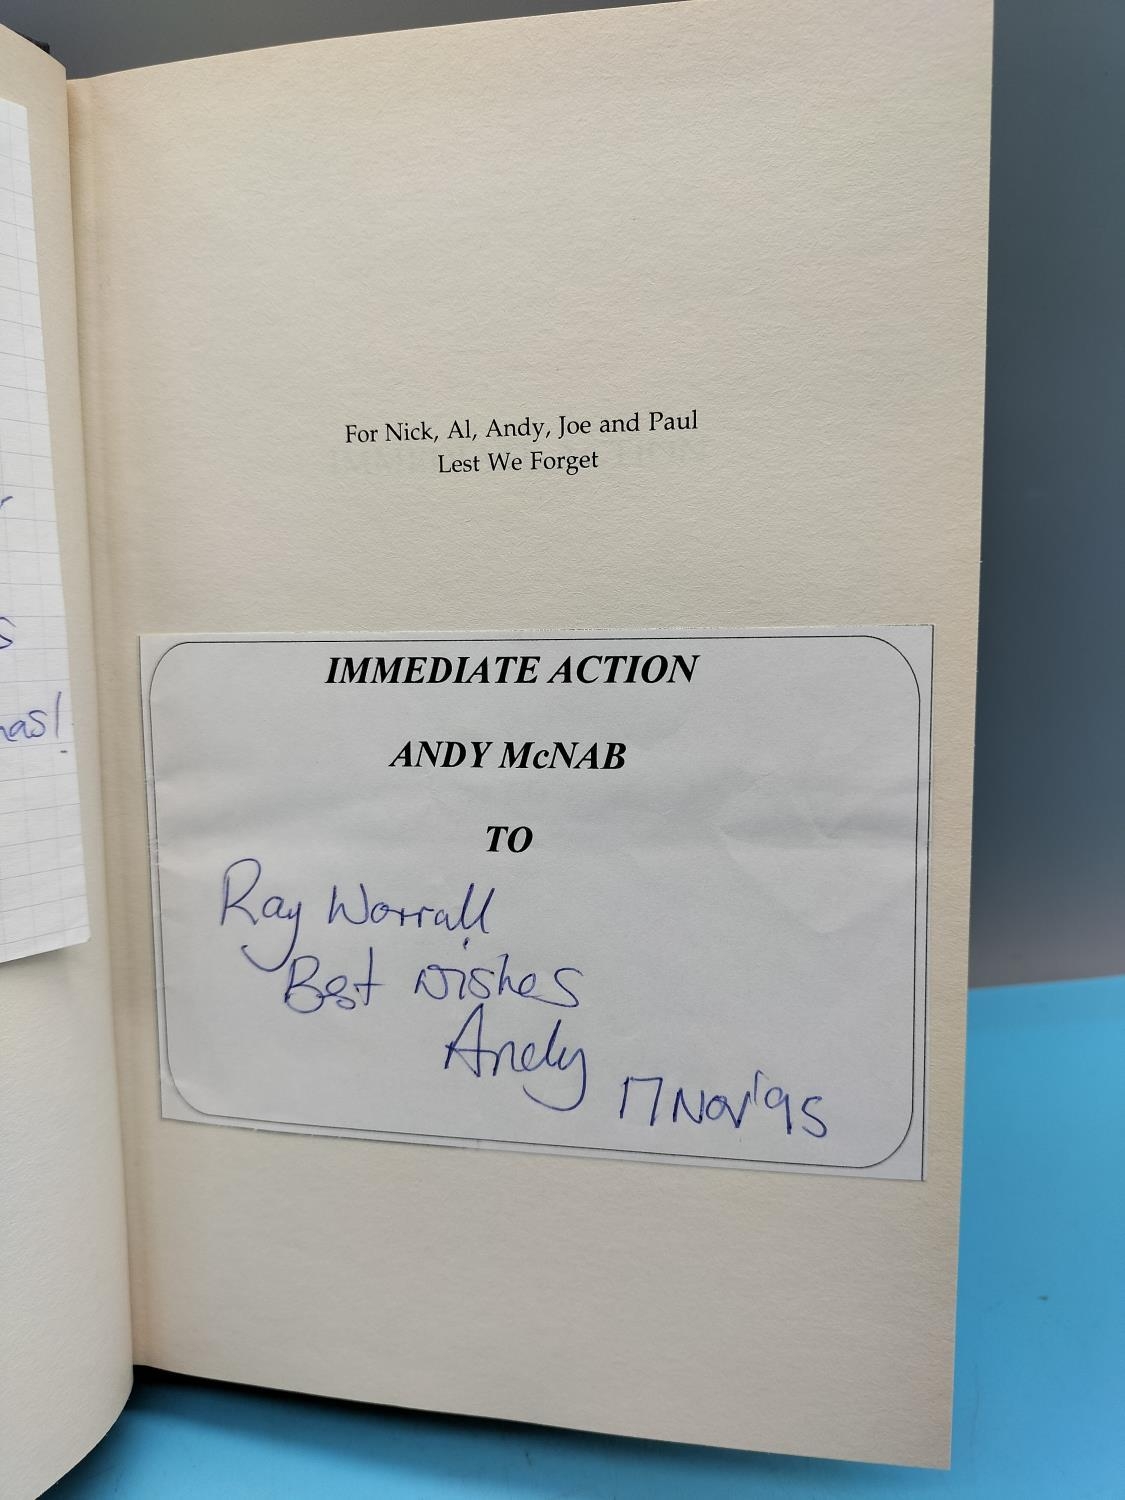 For Nick, Al, Andy, Joe and Paul
Lest We Forget
IMMEDIATE ACTION
ANDY McNAB
TO
Ray Worrall
Best wishes
Andy
17 Nov '95